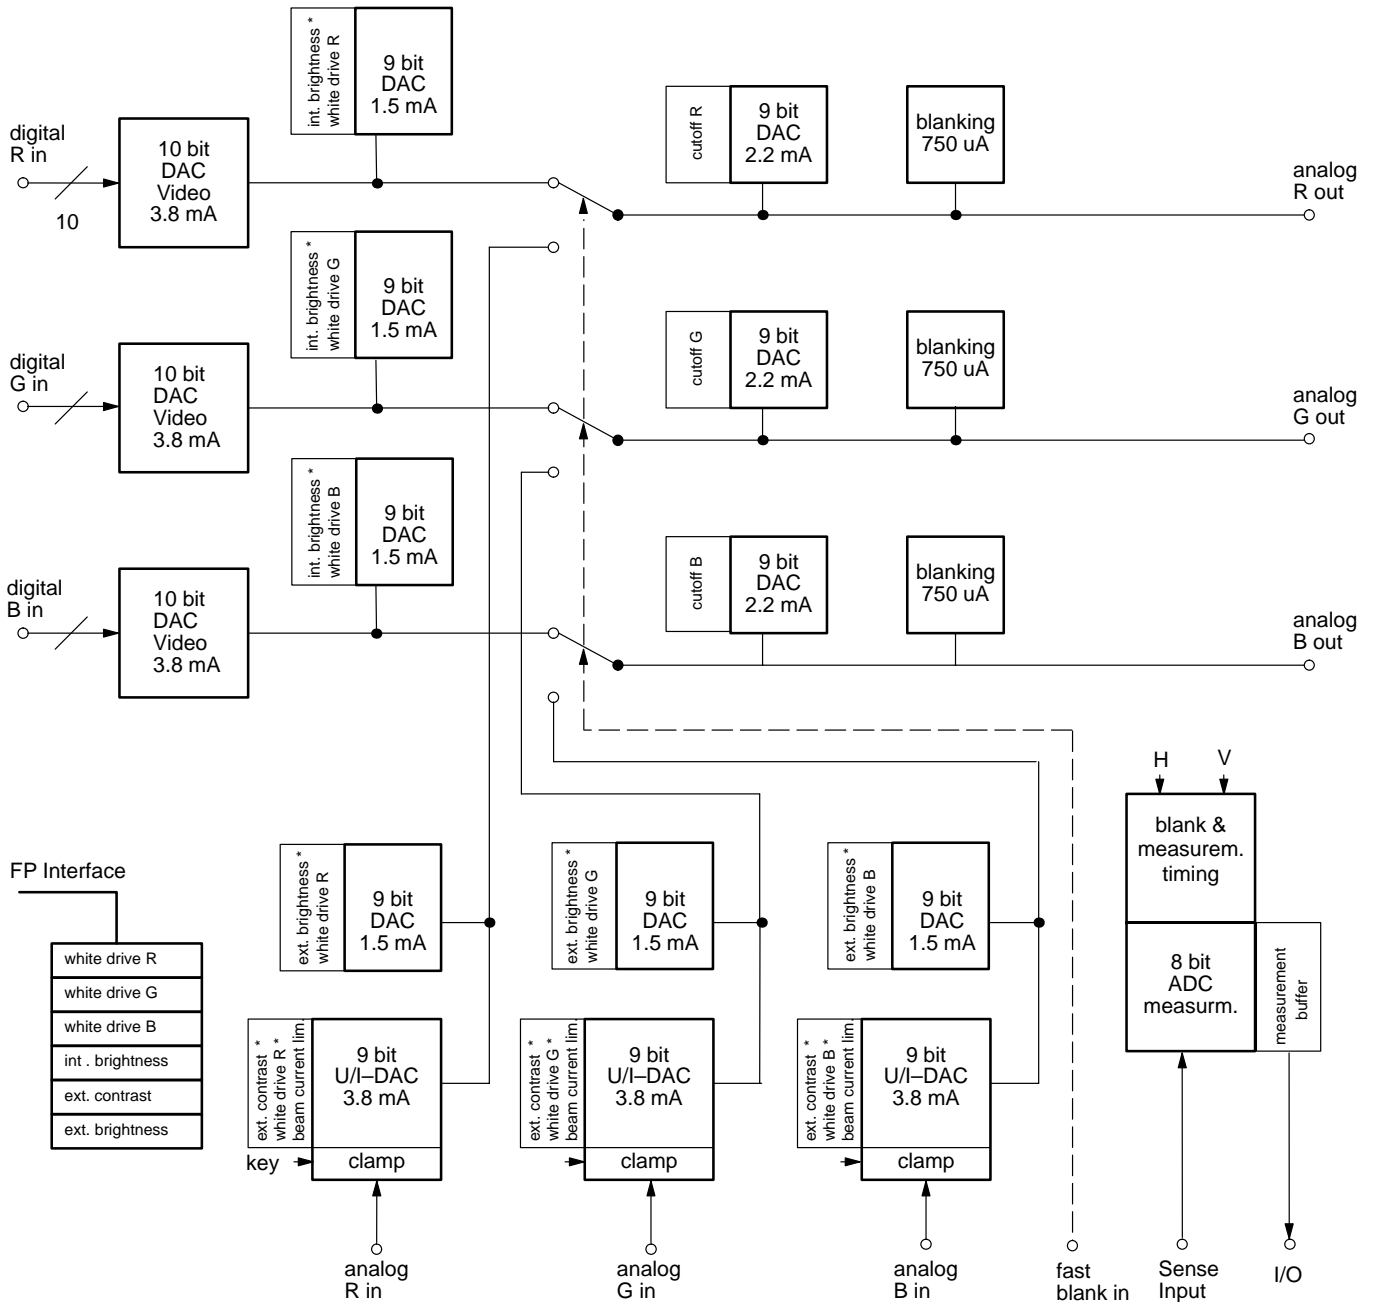 int. brightness *
white drive R
9 bit
DAC
1.5 mA
cutoff R
9 bit
DAC
2.2 mA
blanking
750 uA
digital
R in
10
10 bit
DAC
Video
3.8 mA
analog
R out
int. brightness *
white drive G
9 bit
DAC
1.5 mA
cutoff G
9 bit
DAC
2.2 mA
blanking
750 uA
digital
G in
10 bit
DAC
Video
3.8 mA
analog
G out
int. brightness *
white drive B
9 bit
DAC
1.5 mA
cutoff B
9 bit
DAC
2.2 mA
blanking
750 uA
digital
B in
10 bit
DAC
Video
3.8 mA
analog
B out
H
V
blank &
measurem.
timing
8 bit
ADC
measurm.
measurement
buffer
FP Interface
white drive R
white drive G
white drive B
int . brightness
ext. contrast
ext. brightness
ext. brightness *
white drive R
9 bit
DAC
1.5 mA
ext. brightness *
white drive G
9 bit
DAC
1.5 mA
ext. brightness *
white drive B
9 bit
DAC
1.5 mA
ext. contrast *
white drive R *
beam current lim.
9 bit
U/I–DAC
3.8 mA
key
clamp
ext. contrast *
white drive G *
beam current lim.
9 bit
U/I–DAC
3.8 mA
clamp
ext. contrast *
white drive B *
beam current lim.
9 bit
U/I–DAC
3.8 mA
clamp
analog
R in
analog
G in
analog
B in
fast
blank in
Sense
Input
I/O